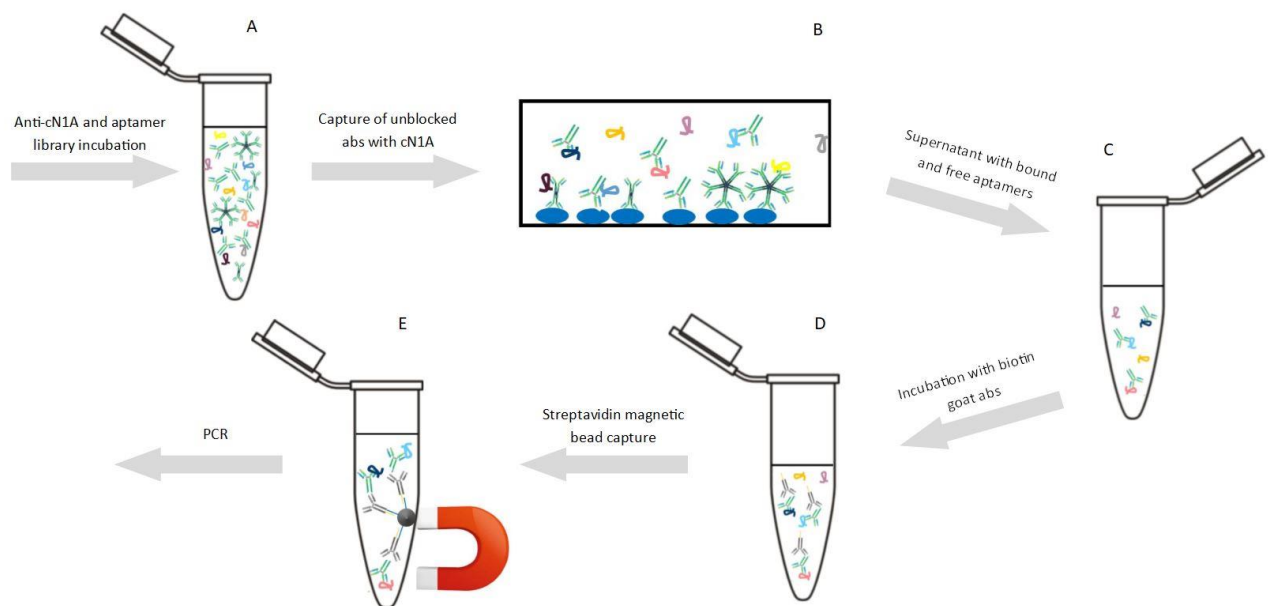 A
Anti-cN1A and aptamer
library incubation
Capture of unblocked
abs with cN1A
B
Supernatant with bound
and free aptamers
C
Incubation with biotin
goat abs
D
Streptavidin magnetic
bead capture
E
PCR